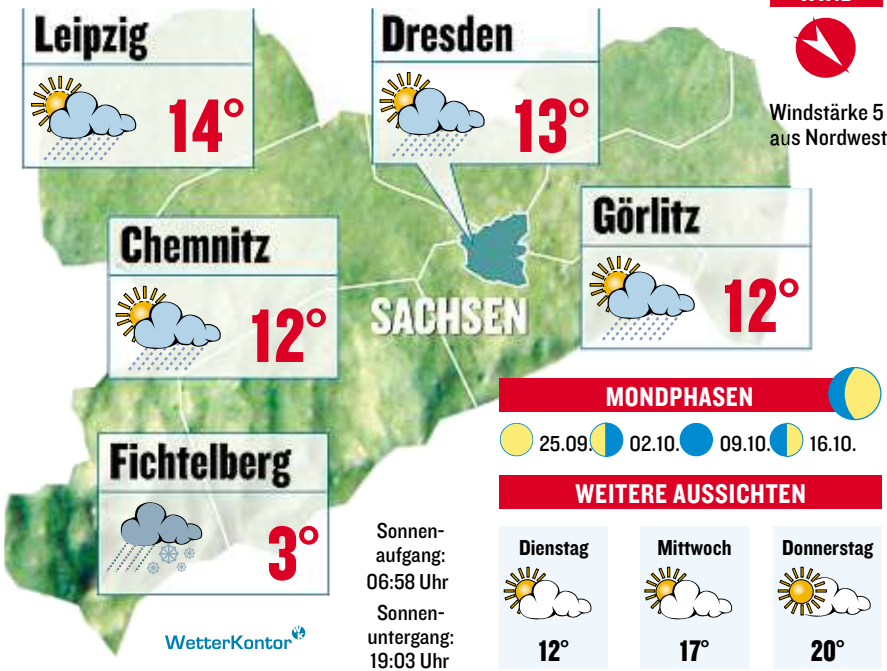 Leipzig
14°
Dresden
13°
Windstärke 5
aus Nordwest
Chemnitz
12°
Görlitz
12°
SACHSEN
Fichtelberg
3°
MONDPHASEN
25.09. 02.10. 09.10. 16.10.
Sonnen-
aufgang:
06:58 Uhr
Sonnen-
untergang:
19:03 Uhr
WEITERE AUSSICHTEN
Dienstag Mittwoch Donnerstag
12° 17° 20°
WetterKontor